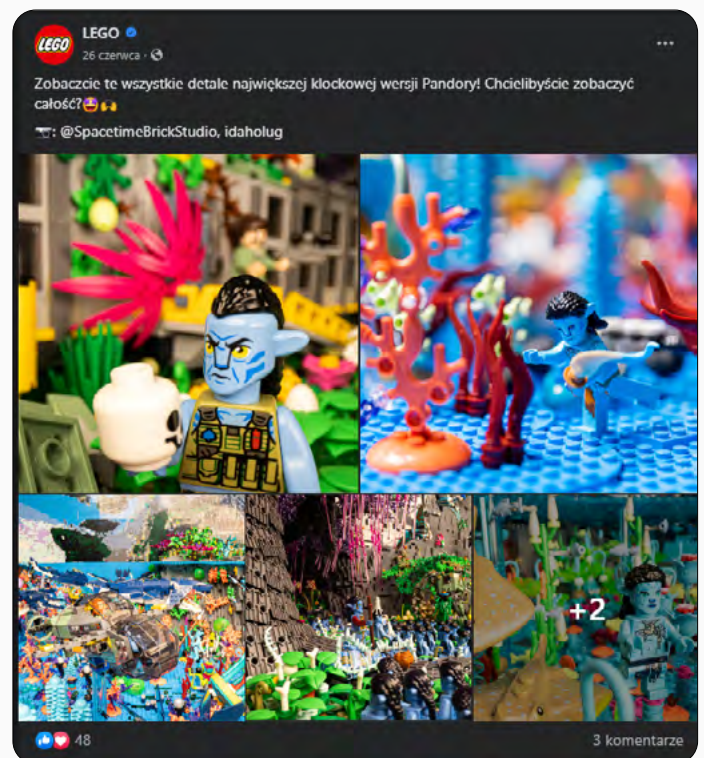 LEGO
LEGO
26 czerwca ·
Zobaczcie te wszystkie detale największej klockowej wersji Pandory! Chcielibyście zobaczyć
całość?🤩🙌
📷: @SpacetimeBrickStudio, idaholug
+2
48
3 komentarze